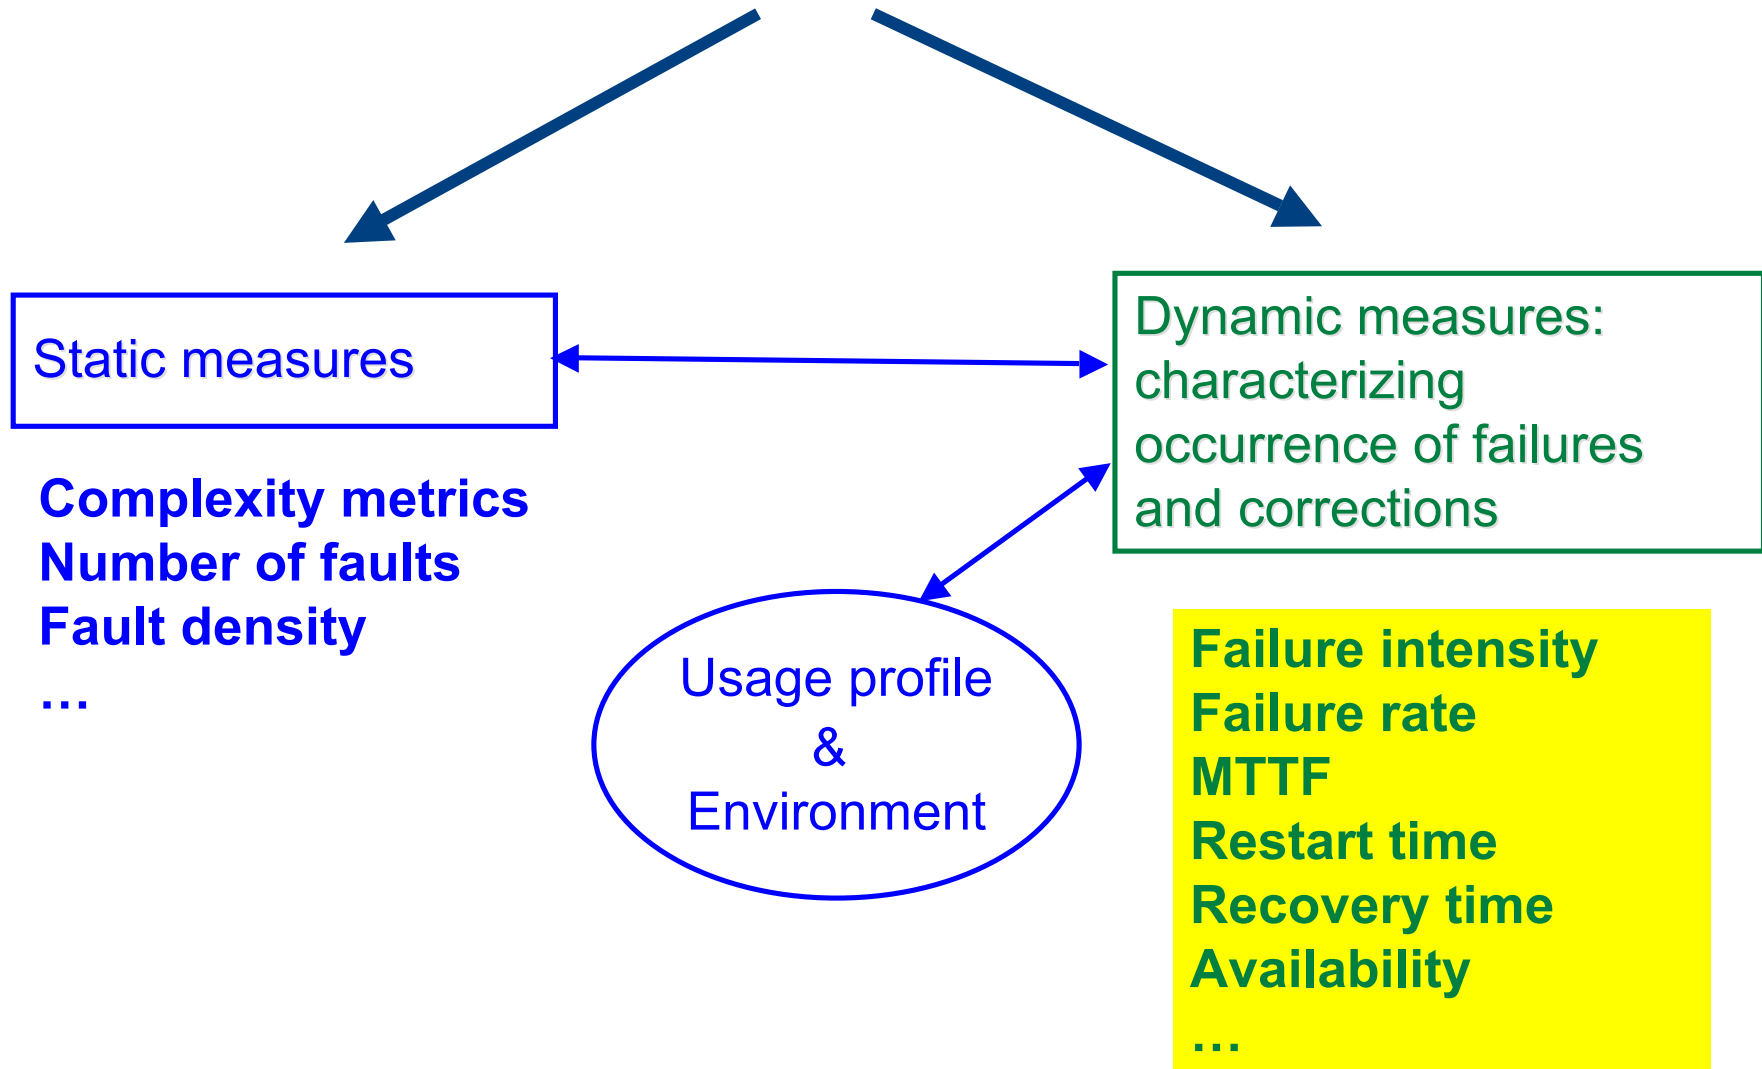 Static measures
Complexity metrics
Number of faults
Fault density
…
Dynamic measures:
characterizing
occurrence of failures
and corrections
Usage profile
&
Environment
Failure intensity
Failure rate
MTTF
Restart time
Recovery time
Availability
…